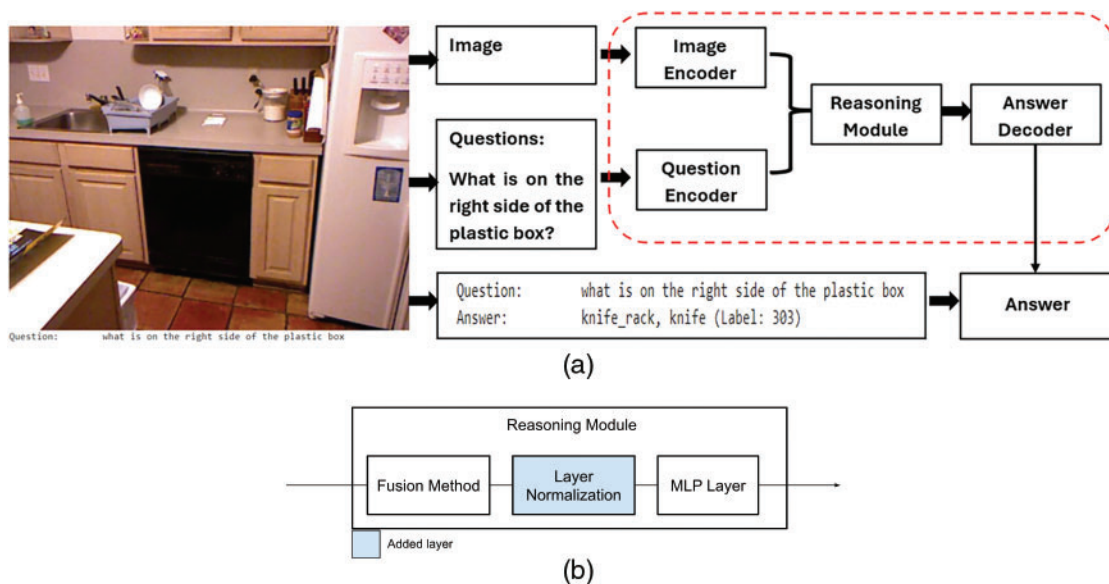 Image
Image
Encoder
Reasoning
Module
Answer
Decoder
Questions:
What is on the
right side of the
plastic box?
Question
Encoder
Question: what is on the right side of the plastic box
Answer: knife_rack, knife (Label: 303)
Answer
Question: what is on the right side of the plastic box
(a)
Reasoning Module
Fusion Method
Layer
Normalization
MLP Layer
Added layer
(b)